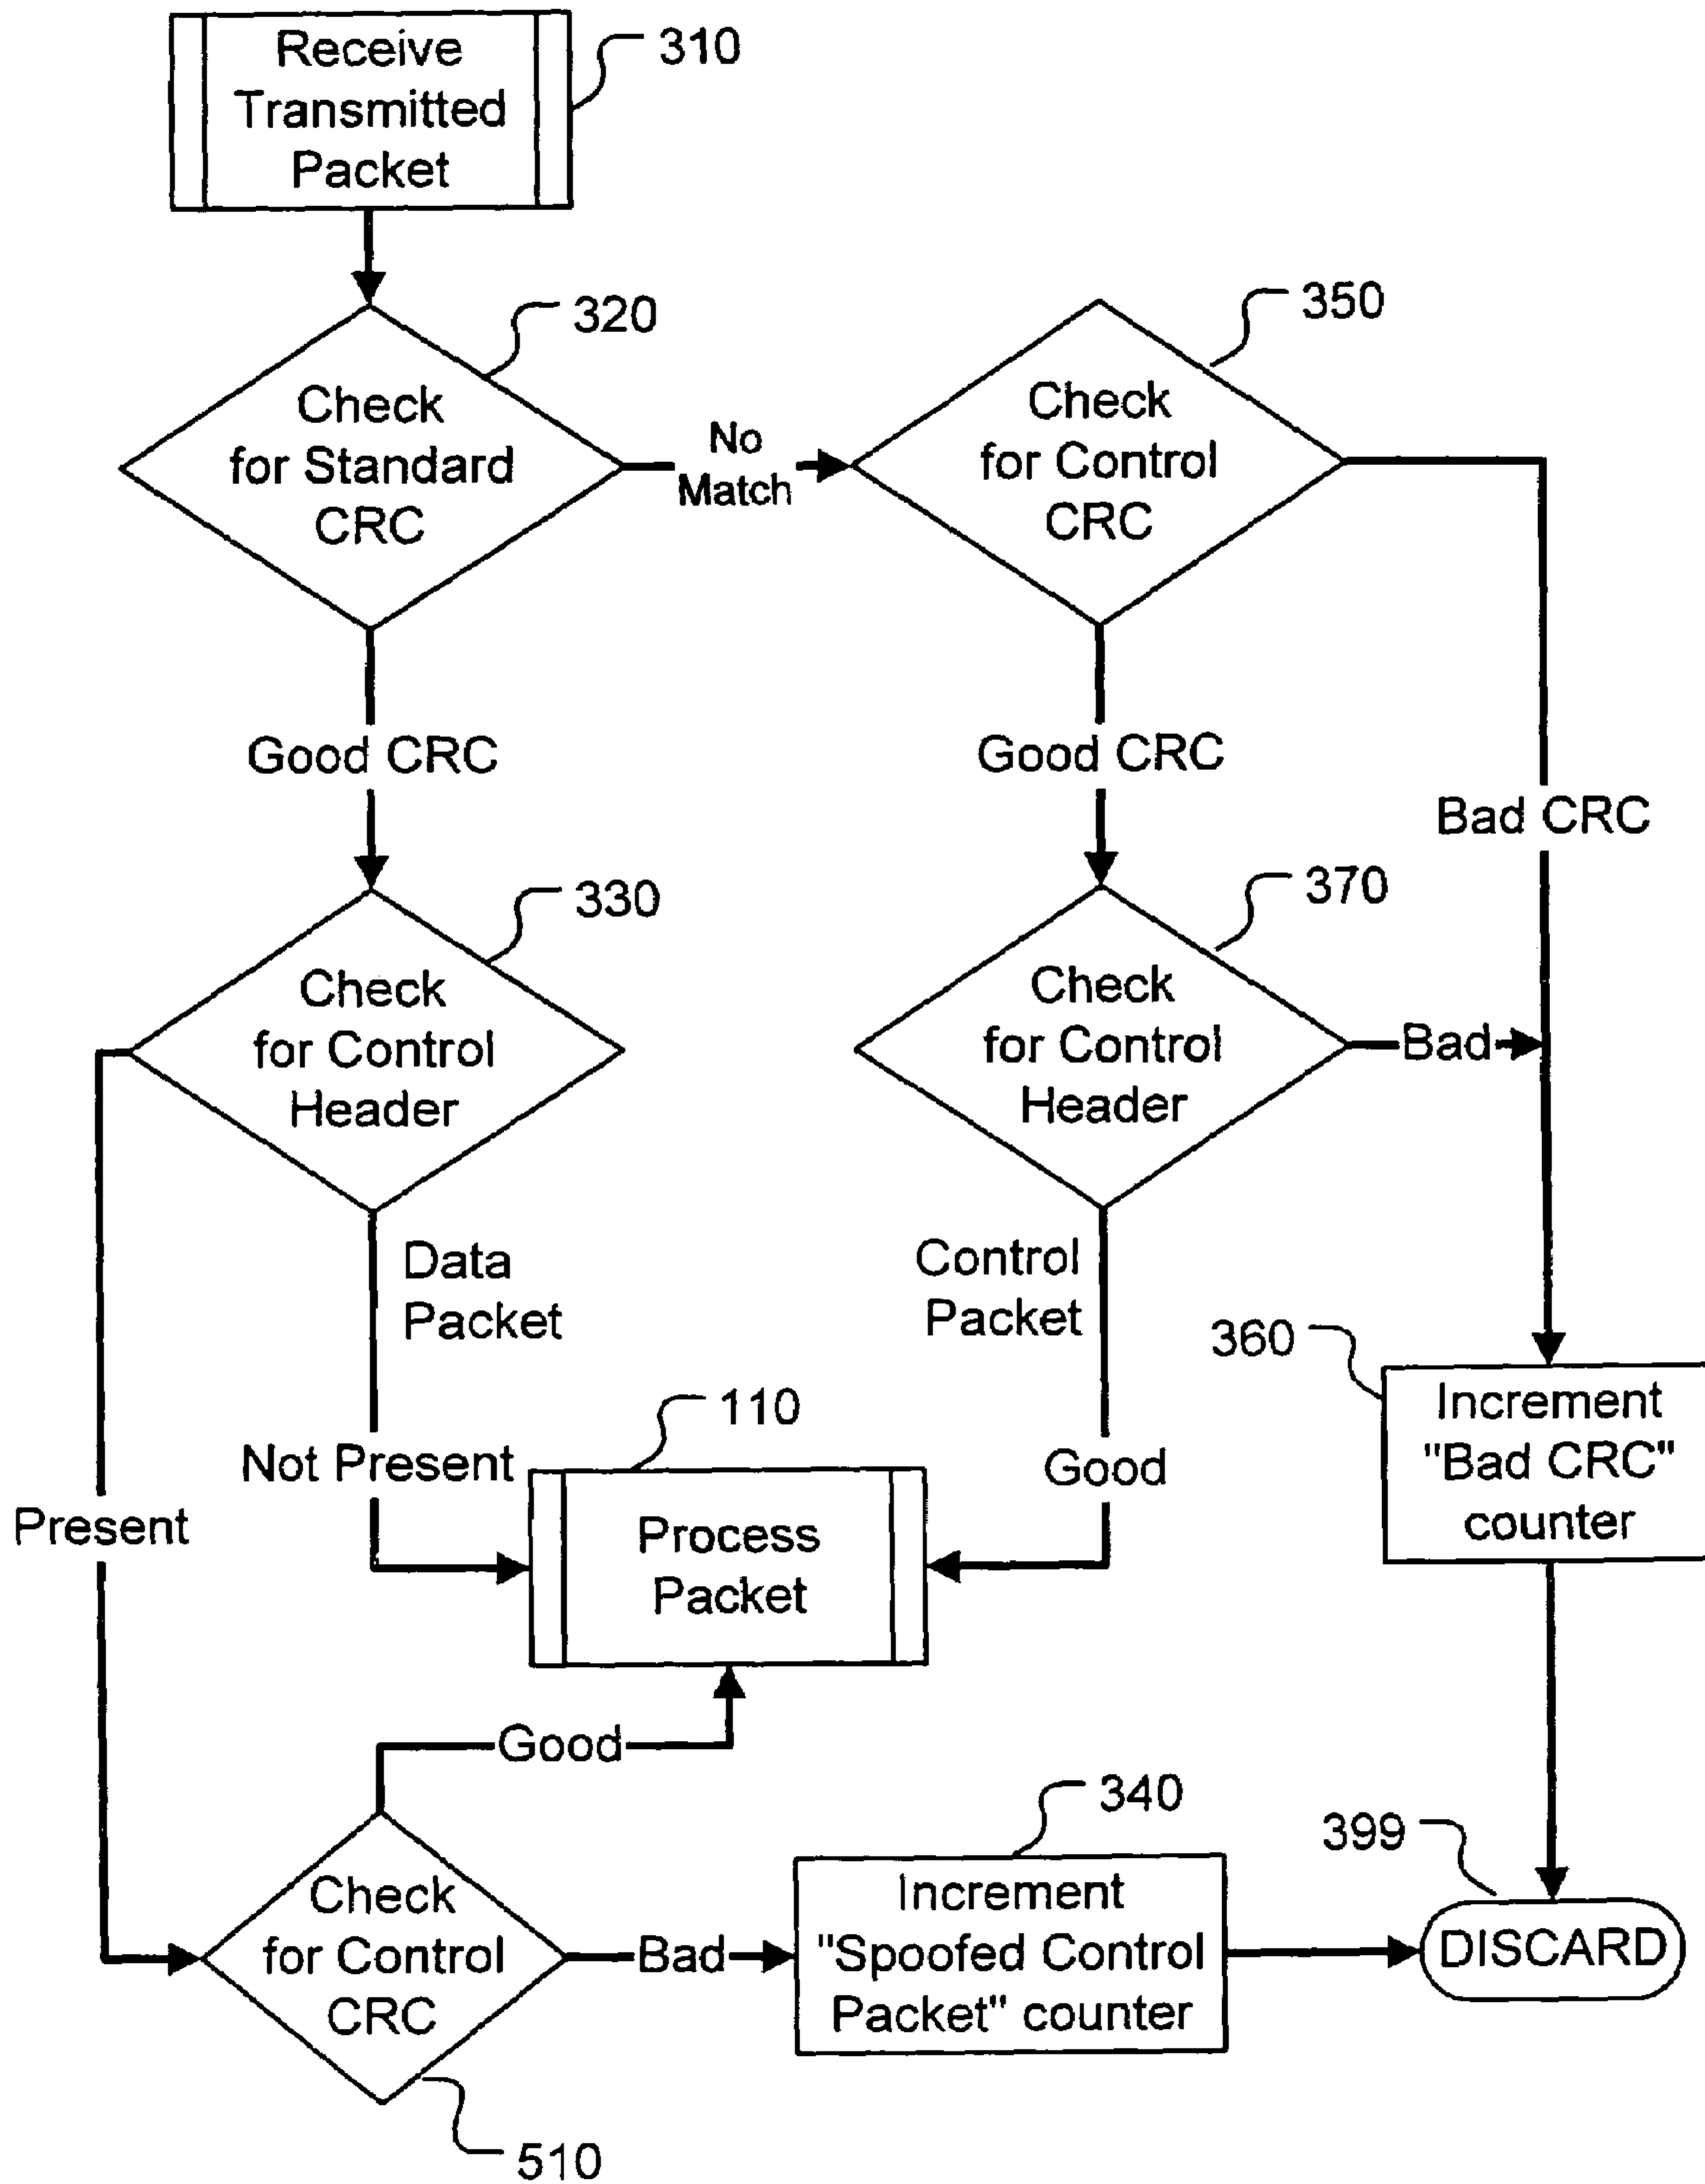 Receive
Transmitted
Packet
310
Check
for Standard
CRC
320
No
Match
Check
for Control
CRC
350
Good CRC
Good CRC
Bad CRC
Check
for Control
Header
330
Check
for Control
Header
370
Bad
Data
Packet
Control
Packet
Not Present
Good
Present
110
Process
Packet
360
Increment
"Bad CRC"
counter
Good
Check
for Control
CRC
510
Bad
340
Increment
"Spoofed Control
Packet" counter
399
DISCARD